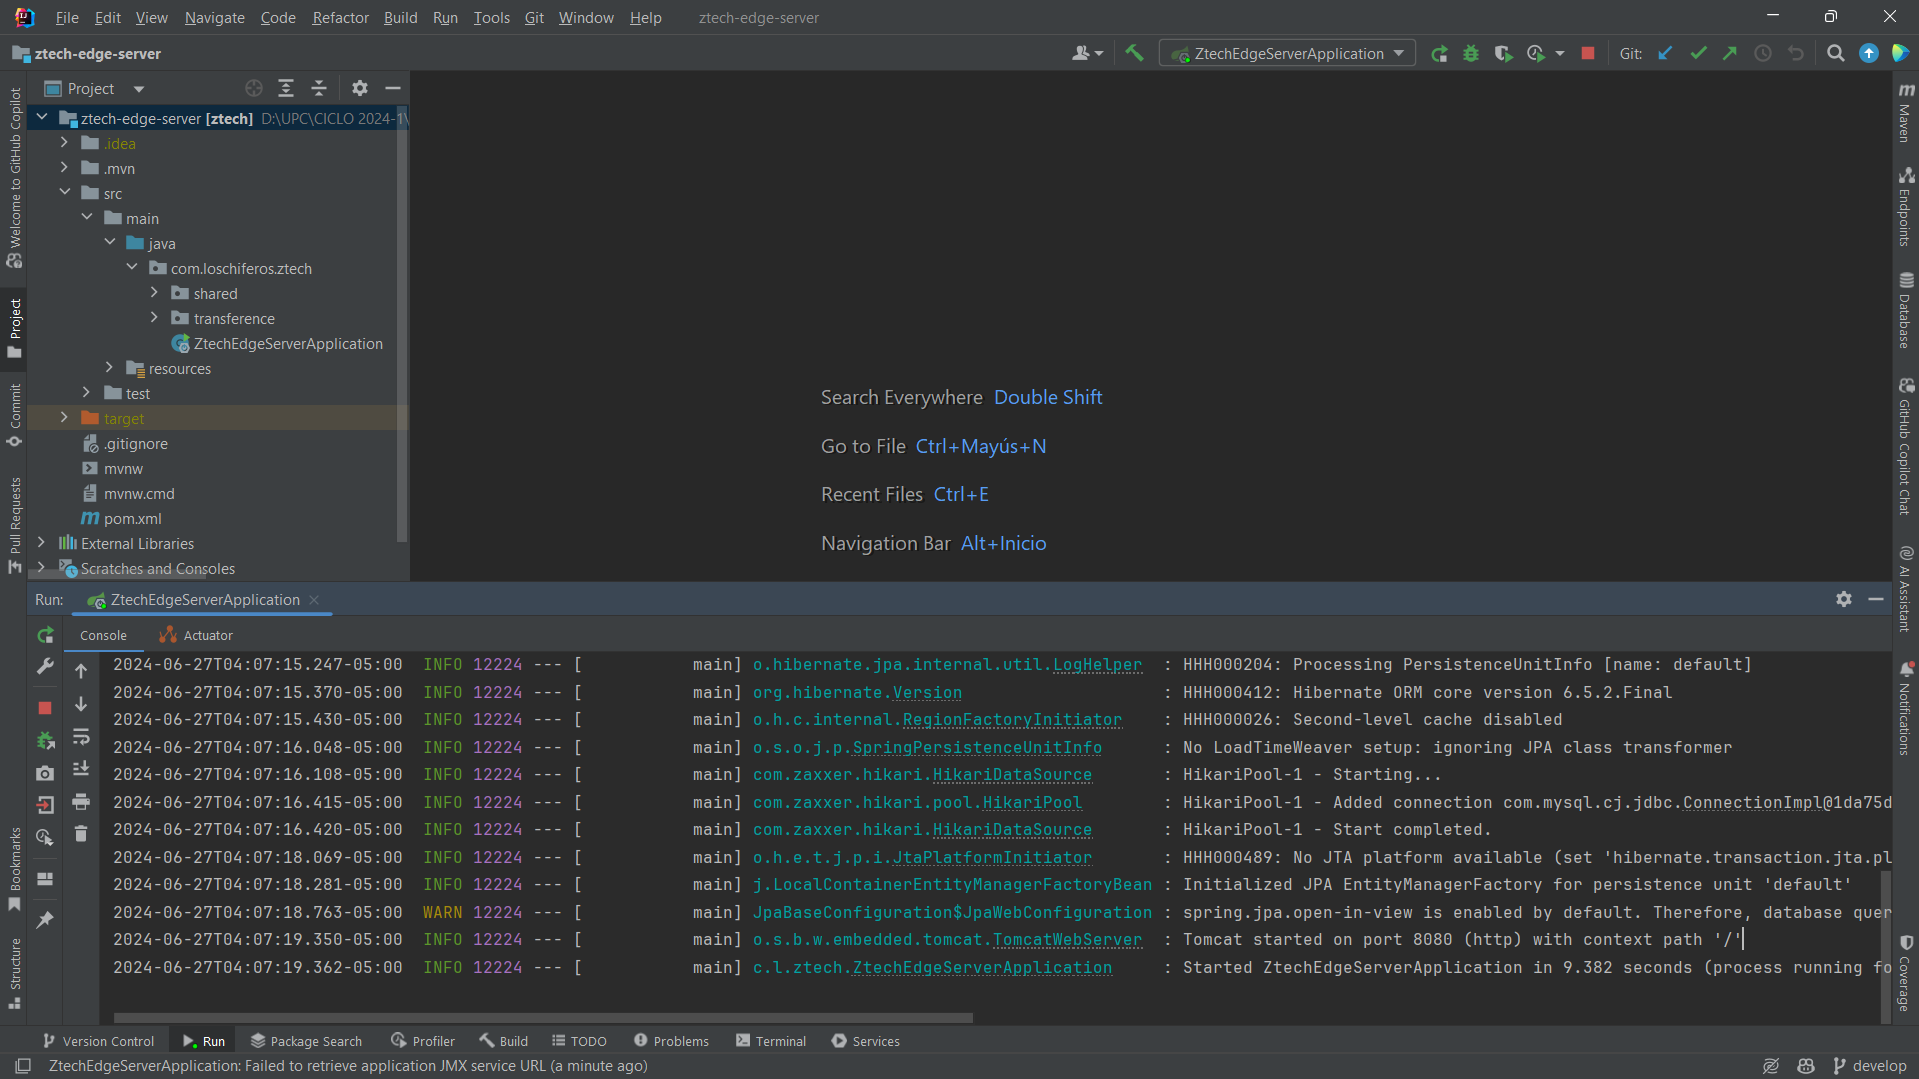 File Edit View Navigate Code Refactor Build Run Tools Git Window Help ztech-edge-server
ztech-edge-server
ZtechEdgeServerApplication
Git:
Project
ztech-edge-server [ztech] D:\UPC\CICLO 2024-1\
.idea
.mvn
src
main
java
com.loschiferos.ztech
shared
transference
ZtechEdgeServerApplication
resources
test
target
.gitignore
mvnw
mvnw.cmd
pom.xml
External Libraries
Scratches and Consoles
Welcome to GitHub Copilot
Project
Commit
Pull Requests
Bookmarks
Structure
Search Everywhere Double Shift
Go to File Ctrl+Mayús+N
Recent Files Ctrl+E
Navigation Bar Alt+Inicio
Maven
Endpoints
Database
GitHub Copilot Chat
AI Assistant
Notifications
Coverage
Run: ZtechEdgeServerApplication
Console Actuator
2024-06-27T04:07:15.247-05:00 INFO 12224 --- [ main] o.hibernate.jpa.internal.util.LogHelper : HHH000204: Processing PersistenceUnitInfo [name: default]
2024-06-27T04:07:15.370-05:00 INFO 12224 --- [ main] org.hibernate.Version : HHH000412: Hibernate ORM core version 6.5.2.Final
2024-06-27T04:07:15.430-05:00 INFO 12224 --- [ main] o.h.c.internal.RegionFactoryInitiator : HHH000026: Second-level cache disabled
2024-06-27T04:07:16.048-05:00 INFO 12224 --- [ main] o.s.o.j.p.SpringPersistenceUnitInfo : No LoadTimeWeaver setup: ignoring JPA class transformer
2024-06-27T04:07:16.108-05:00 INFO 12224 --- [ main] com.zaxxer.hikari.HikariDataSource : HikariPool-1 - Starting...
2024-06-27T04:07:16.415-05:00 INFO 12224 --- [ main] com.zaxxer.hikari.pool.HikariPool : HikariPool-1 - Added connection com.mysql.cj.jdbc.ConnectionImpl@1da75d
2024-06-27T04:07:16.420-05:00 INFO 12224 --- [ main] com.zaxxer.hikari.HikariDataSource : HikariPool-1 - Start completed.
2024-06-27T04:07:18.069-05:00 INFO 12224 --- [ main] o.h.e.t.j.p.i.JtaPlatformInitiator : HHH000489: No JTA platform available (set 'hibernate.transaction.jta.pl
2024-06-27T04:07:18.281-05:00 INFO 12224 --- [ main] j.LocalContainerEntityManagerFactoryBean : Initialized JPA EntityManagerFactory for persistence unit 'default'
2024-06-27T04:07:18.763-05:00 WARN 12224 --- [ main] JpaBaseConfiguration$JpaWebConfiguration : spring.jpa.open-in-view is enabled by default. Therefore, database quer
2024-06-27T04:07:19.350-05:00 INFO 12224 --- [ main] o.s.b.w.embedded.tomcat.TomcatWebServer : Tomcat started on port 8080 (http) with context path '/'
2024-06-27T04:07:19.362-05:00 INFO 12224 --- [ main] c.l.ztech.ZtechEdgeServerApplication : Started ZtechEdgeServerApplication in 9.382 seconds (process running fo
Version Control Run Package Search Profiler Build TODO Problems Terminal Services
ZtechEdgeServerApplication: Failed to retrieve application JMX service URL (a minute ago) develop